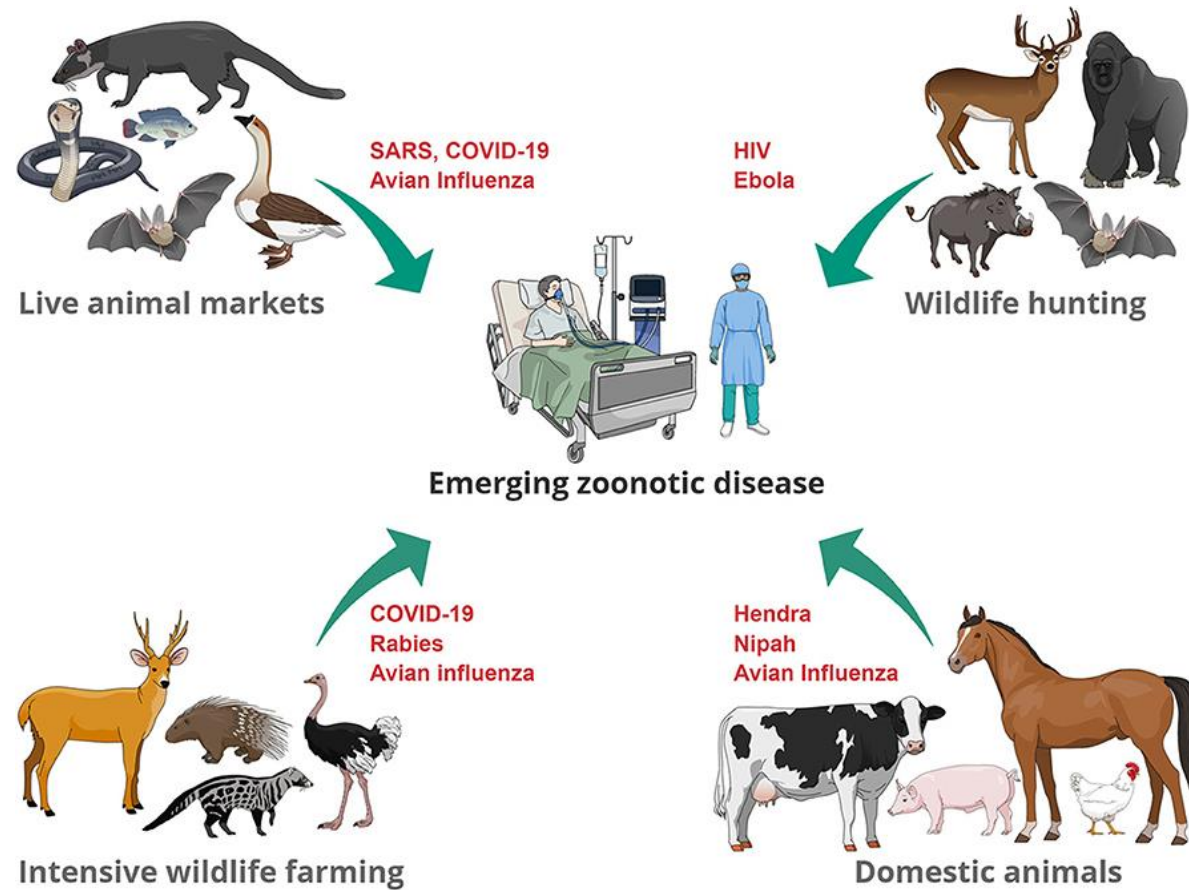 SARS, COVID-19
Avian Influenza
HIV
Ebola
Live animal markets
Wildlife hunting
Emerging zoonotic disease
COVID-19
Rabies
Avian influenza
Hendra
Nipah
Avian Influenza
Intensive wildlife farming
Domestic animals